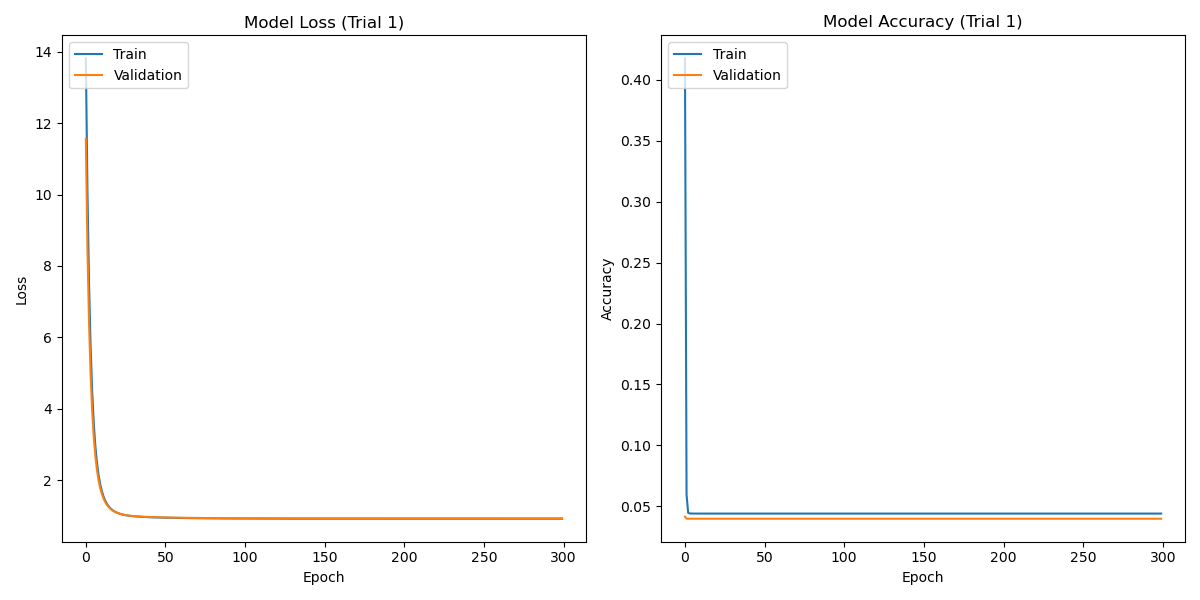 Model Loss (Trial 1)
Train
Validation
14
12
10
8
6
4
2
Loss
0 50 100 150 200 250 300
Epoch
Model Accuracy (Trial 1)
Train
Validation
0.40
0.35
0.30
0.25
0.20
0.15
0.10
0.05
Accuracy
0 50 100 150 200 250 300
Epoch